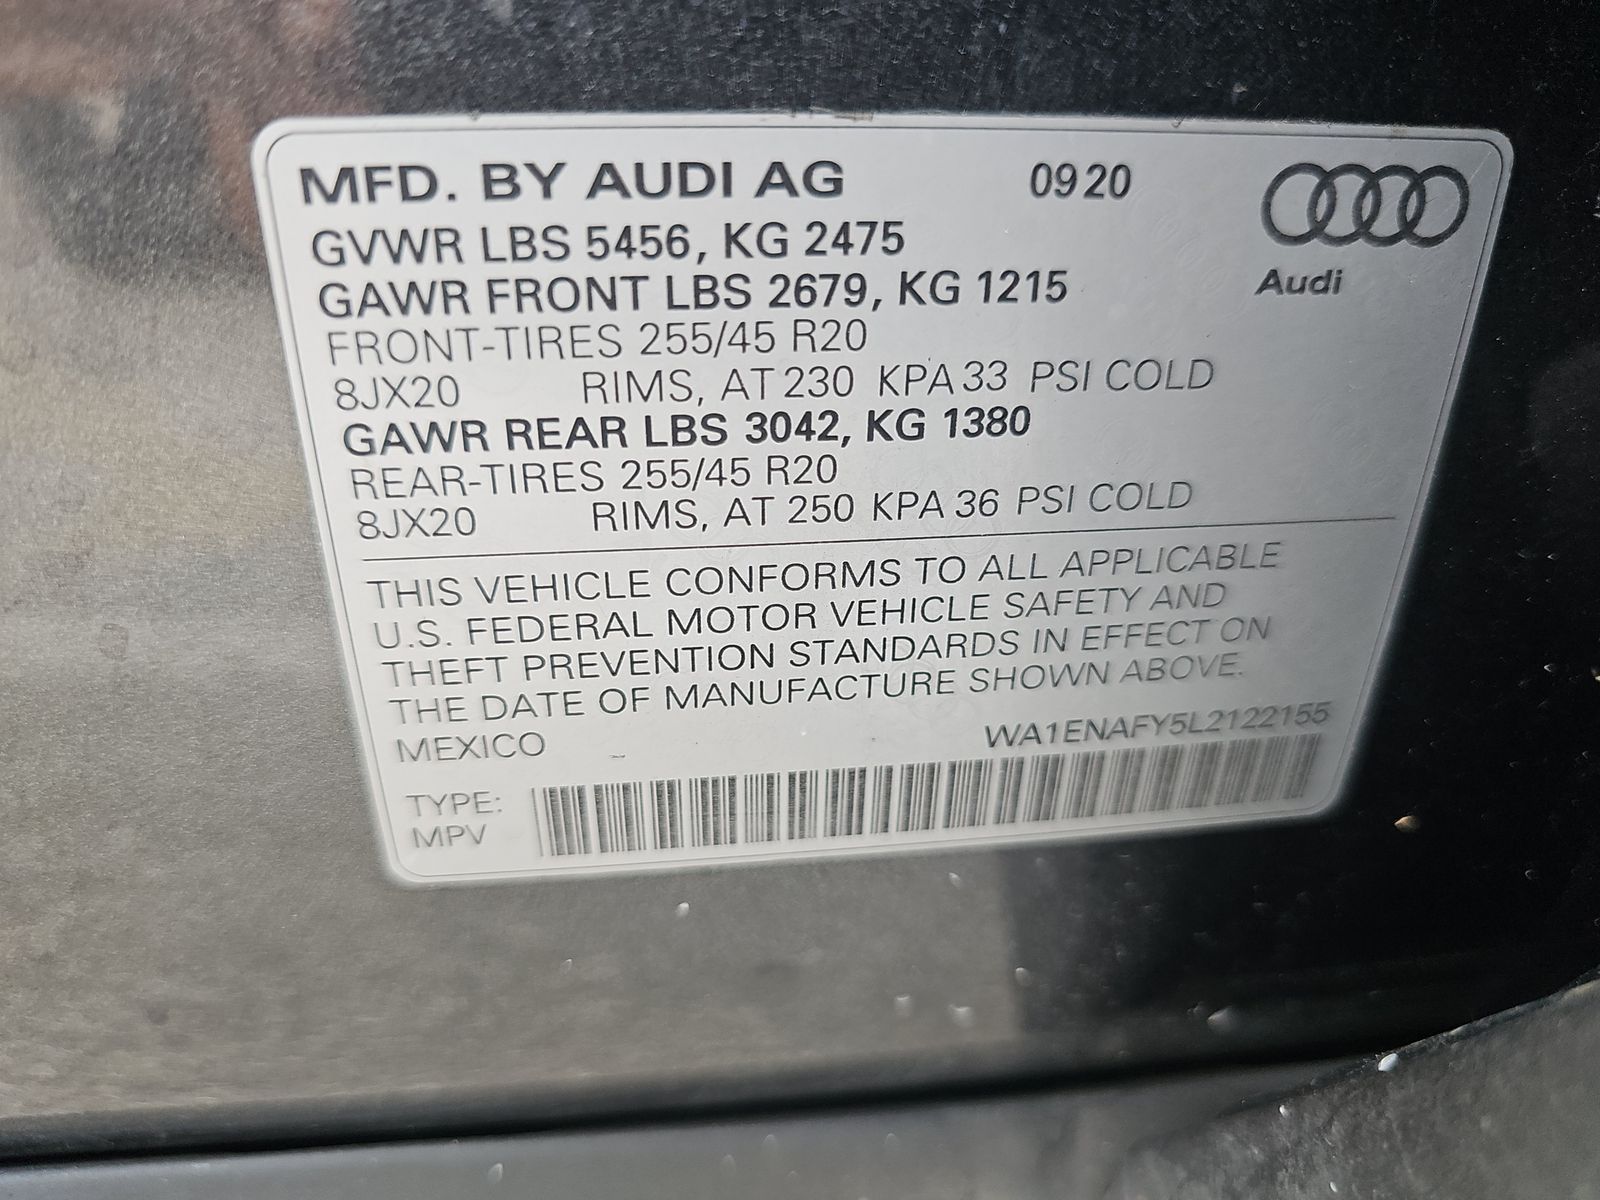 MFD. BY AUDI AG 0920
GVWR LBS 5456, KG 2475
GAWR FRONT LBS 2679, KG 1215
Audi
FRONT-TIRES 255/45 R20
8JX20 RIMS, AT 230 KPA 33 PSI COLD
GAWR REAR LBS 3042, KG 1380
REAR-TIRES 255/45 R20
8JX20 RIMS, AT 250 KPA 36 PSI COLD
THIS VEHICLE CONFORMS TO ALL APPLICABLE
U.S. FEDERAL MOTOR VEHICLE SAFETY AND
THEFT PREVENTION STANDARDS IN EFFECT ON
THE DATE OF MANUFACTURE SHOWN ABOVE.
MEXICO WA1ENAFY5L2122155
TYPE:
MPV